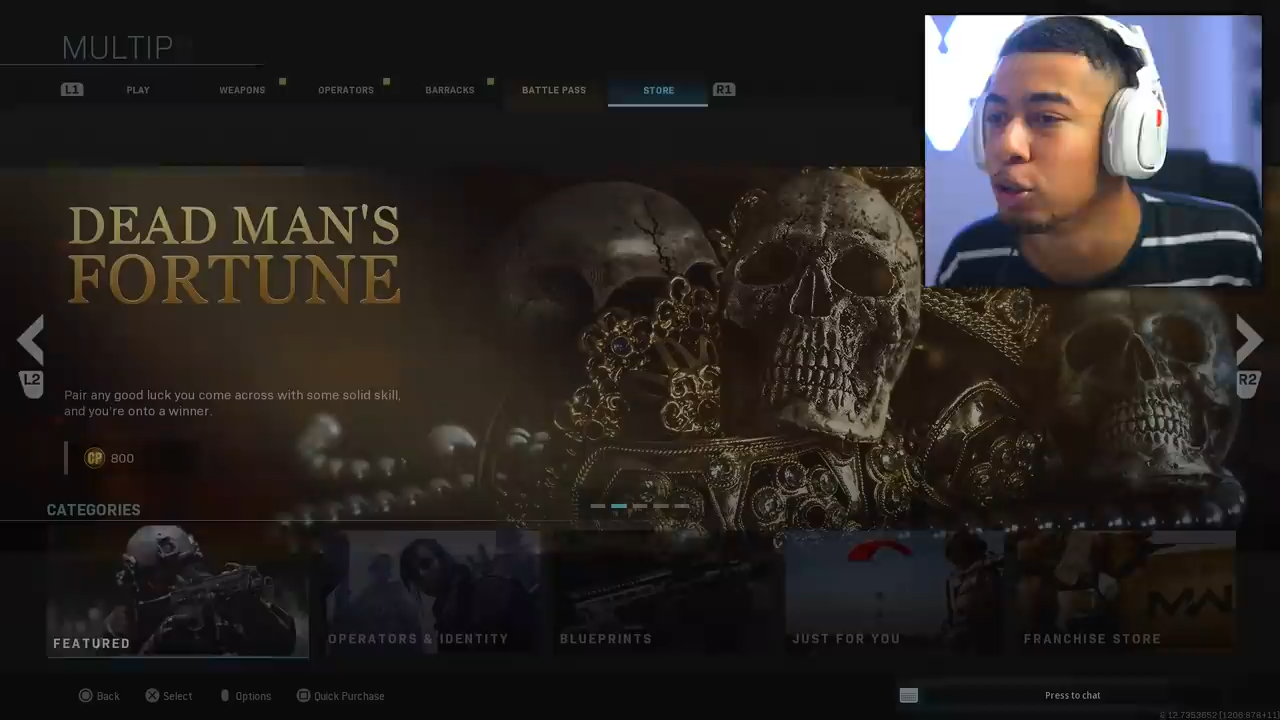 MULTIP
L1 PLAY WEAPONS OPERATORS BARRACKS BATTLE PASS STORE R1
DEAD MAN'S
FORTUNE
L2
R2
Pair any good luck you come across with some solid skill,
and you're onto a winner.
CP 800
CATEGORIES
MW
FEATURED
OPERATORS & IDENTITY
BLUEPRINTS
JUST FOR YOU
FRANCHISE STORE
Back Select Options Quick Purchase
Press to chat